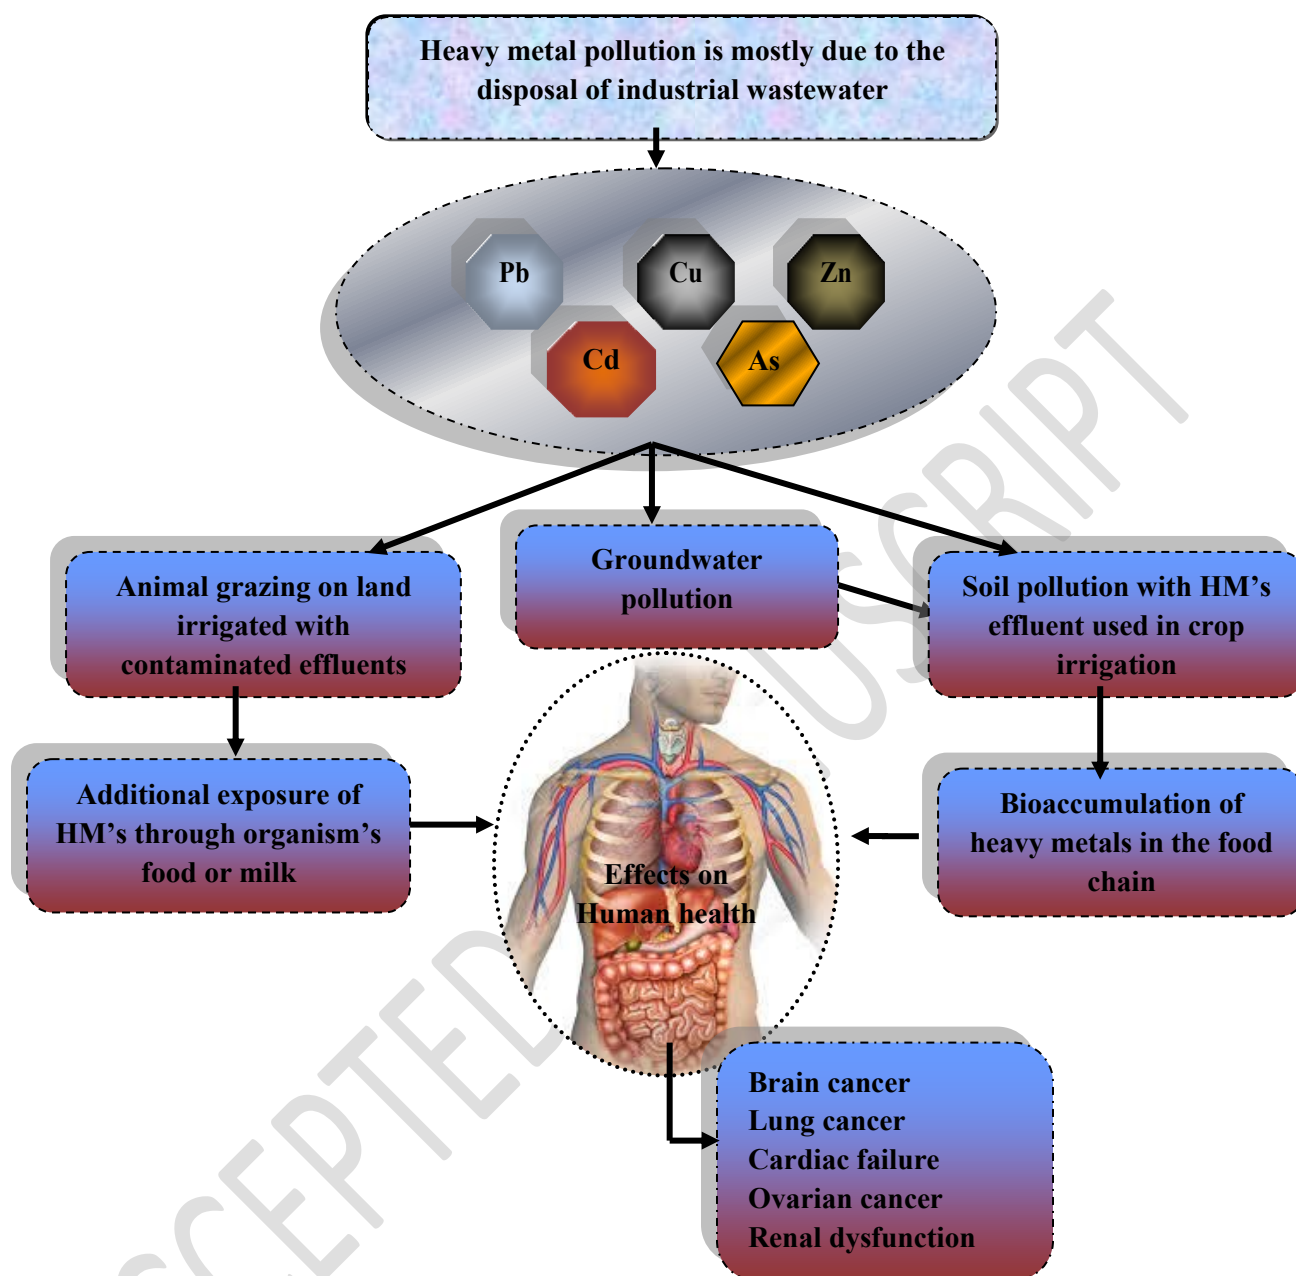 Heavy metal pollution is mostly due to the
disposal of industrial wastewater
Pb
Cu
Zn
Cd
As
Animal grazing on land
irrigated with
contaminated effluents
Groundwater
pollution
Soil pollution with HM’s
effluent used in crop
irrigation
Additional exposure of
HM’s through organism’s
food or milk
Effects on
Human health
Bioaccumulation of
heavy metals in the food
chain
Brain cancer
Lung cancer
Cardiac failure
Ovarian cancer
Renal dysfunction